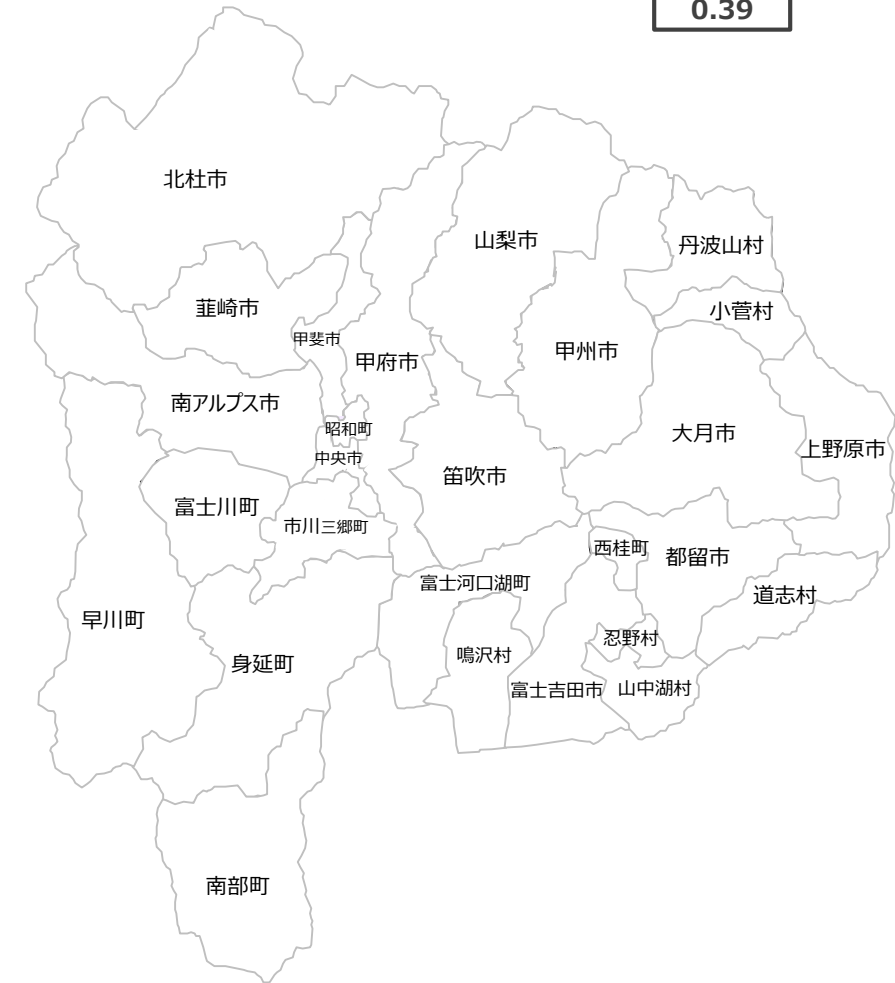 0.39
北杜市
山梨市
丹波山村
韮崎市
小菅村
甲斐市
甲府市
甲州市
南アルプス市
昭和町
大月市
上野原市
中央市
笛吹市
富士川町
市川三郷町
西桂町
都留市
富士河口湖町
道志村
早川町
忍野村
鳴沢村
身延町
富士吉田市
山中湖村
南部町